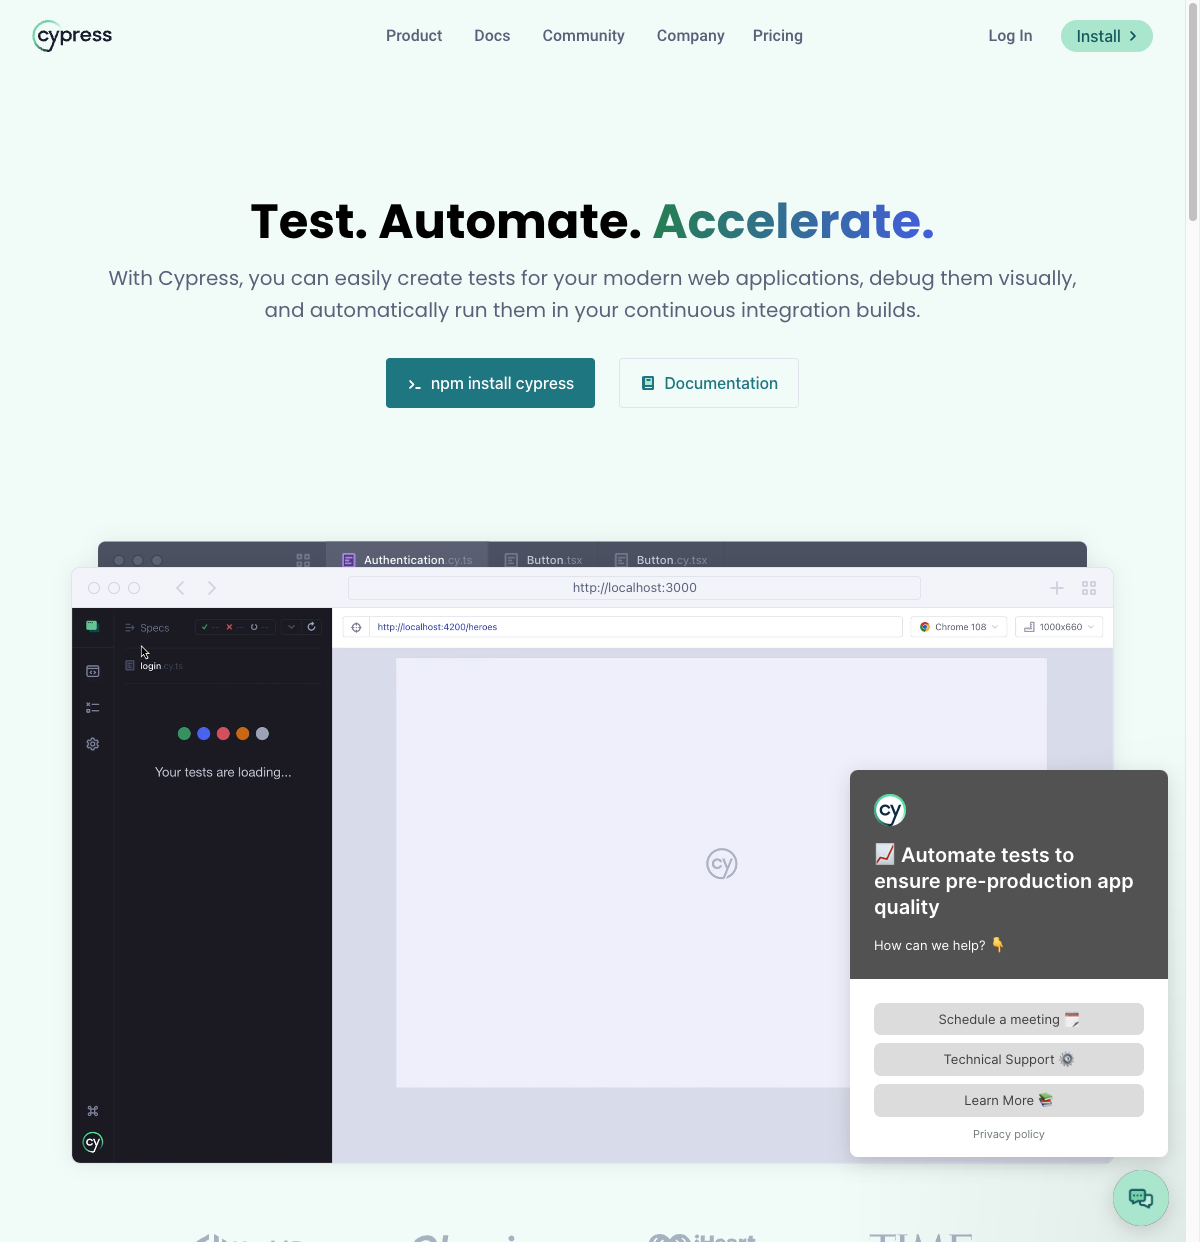 cypress
Product Docs Community Company Pricing Log In Install
Test. Automate. Accelerate.
With Cypress, you can easily create tests for your modern web applications, debug them visually,
and automatically run them in your continuous integration builds.
npm install cypress Documentation
Authentication.cy.ts Button.tsx Button.cy.tsx
http://localhost:3000
Specs -- -- --
http://localhost:4200/heroes Chrome 108 1000x660
login.cy.ts
Your tests are loading...
cy
cy
cy
📈 Automate tests to
ensure pre-production app
quality
How can we help? 👇
Schedule a meeting 🗓️
Technical Support ⚙️
Learn More 📚
Privacy policy
iHeart
TIME